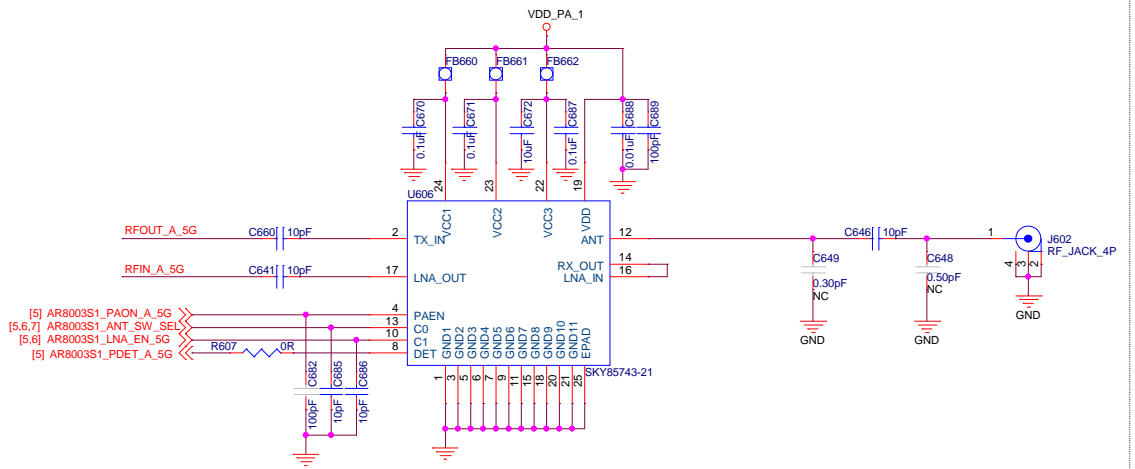 VDD_PA_1
FB660
FB661
FB662
C670
0.1uF
C671
0.1uF
C672
10uF
C687
0.1uF
C688
0.01uF
C689
100pF
24
23
22
19
U606
VCC1
VCC2
VCC3
VDD
RFOUT_A_5G
C660
10pF
2
TX_IN
ANT
12
C646
10pF
1
J602
RF_JACK_4P
RX_OUT
14
LNA_IN
16
RFIN_A_5G
C641
10pF
17
LNA_OUT
C649
0.30pF
NC
C648
0.50pF
NC
4
3
2
GND
GND
GND
[5] AR8003S1_PAON_A_5G
4
PAEN
[5,6,7] AR8003S1_ANT_SW_SEL
13
C0
[5,6] AR8003S1_LNA_EN_5G
10
C1
[5] AR8003S1_PDET_A_5G
R607
0R
8
DET
GND1
GND2
GND3
GND4
GND5
GND6
GND7
GND8
GND9
GND10
GND11
EPAD
SKY85743-21
1
3
5
6
7
9
11
15
18
20
21
25
C682
100pF
C685
10pF
C686
10pF